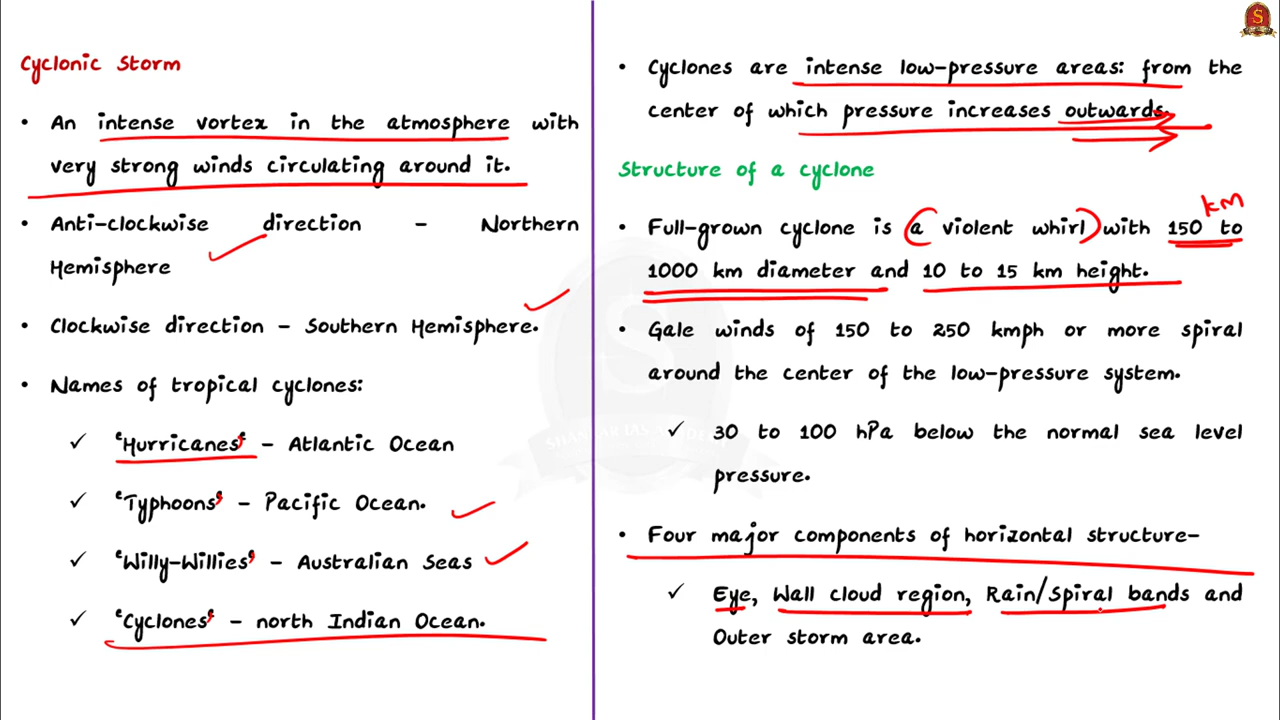 Cyclonic Storm
• An intense vortex in the atmosphere with
very strong winds circulating around it.
• Anti-clockwise direction – Northern
Hemisphere
• Clockwise direction – Southern Hemisphere.
• Names of tropical cyclones:
✓ ‘Hurricanes‘ – Atlantic Ocean
✓ ‘Typhoons’ – Pacific Ocean.
✓ ‘Willy-Willies’ – Australian Seas
✓ ‘Cyclones’ – north Indian Ocean.
• Cyclones are intense low-pressure areas: from the
center of which pressure increases outwards.
Structure of a cyclone
km
• Full-grown cyclone is a violent whirl with 150 to
1000 km diameter and 10 to 15 km height.
• Gale winds of 150 to 250 kmph or more spiral
around the center of the low-pressure system.
✓ 30 to 100 hPa below the normal sea level
pressure.
• Four major components of horizontal structure-
✓ Eye, Wall cloud region, Rain/Spiral bands and
Outer storm area.
S